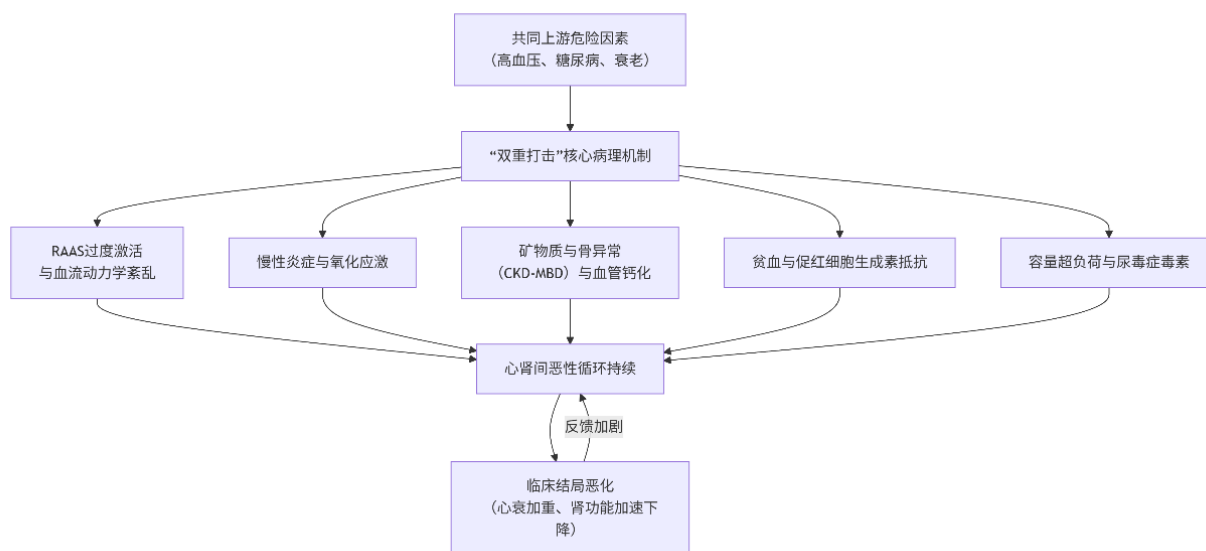 共同上游危险因素
（高血压、糖尿病、衰老）
“双重打击”核心病理机制
RAAS过度激活
与血流动力学紊乱
慢性炎症与氧化应激
矿物质与骨异常
（CKD-MBD）与血管钙化
贫血与促红细胞生成素抵抗
容量超负荷与尿毒症毒素
心肾间恶性循环持续
反馈加剧
临床结局恶化
（心衰加重、肾功能加速下
降）